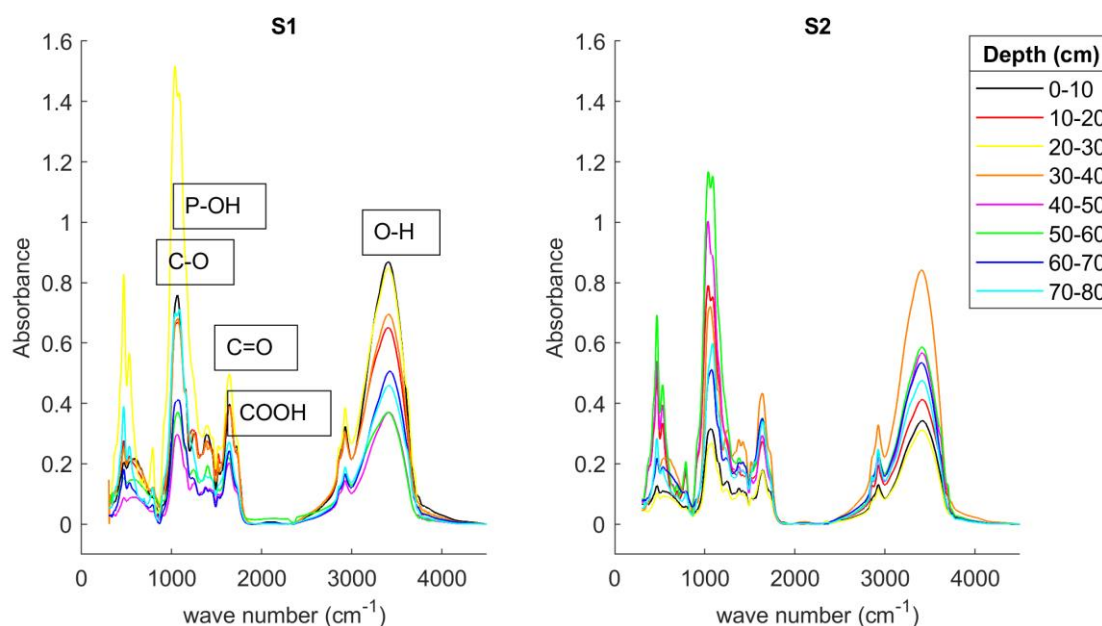 S1
1.6
1.4
1.2
1
0.8
0.6
0.4
0.2
0
Absorbance
P-OH
C-O
O-H
C=O
COOH
0 1000 2000 3000 4000
wave number (cm-1)
S2
1.6
1.4
1.2
1
0.8
0.6
0.4
0.2
0
Absorbance
0 1000 2000 3000 4000
wave number (cm-1)
Depth (cm)
0-10
10-20
20-30
30-40
40-50
50-60
60-70
70-80